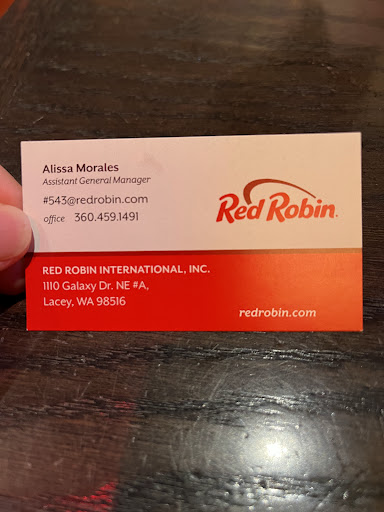 Alissa Morales
Assistant General Manager
#543@redrobin.com
office 360.459.1491
Red Robin.
RED ROBIN INTERNATIONAL, INC.
1110 Galaxy Dr. NE #A,
Lacey, WA 98516
redrobin.com